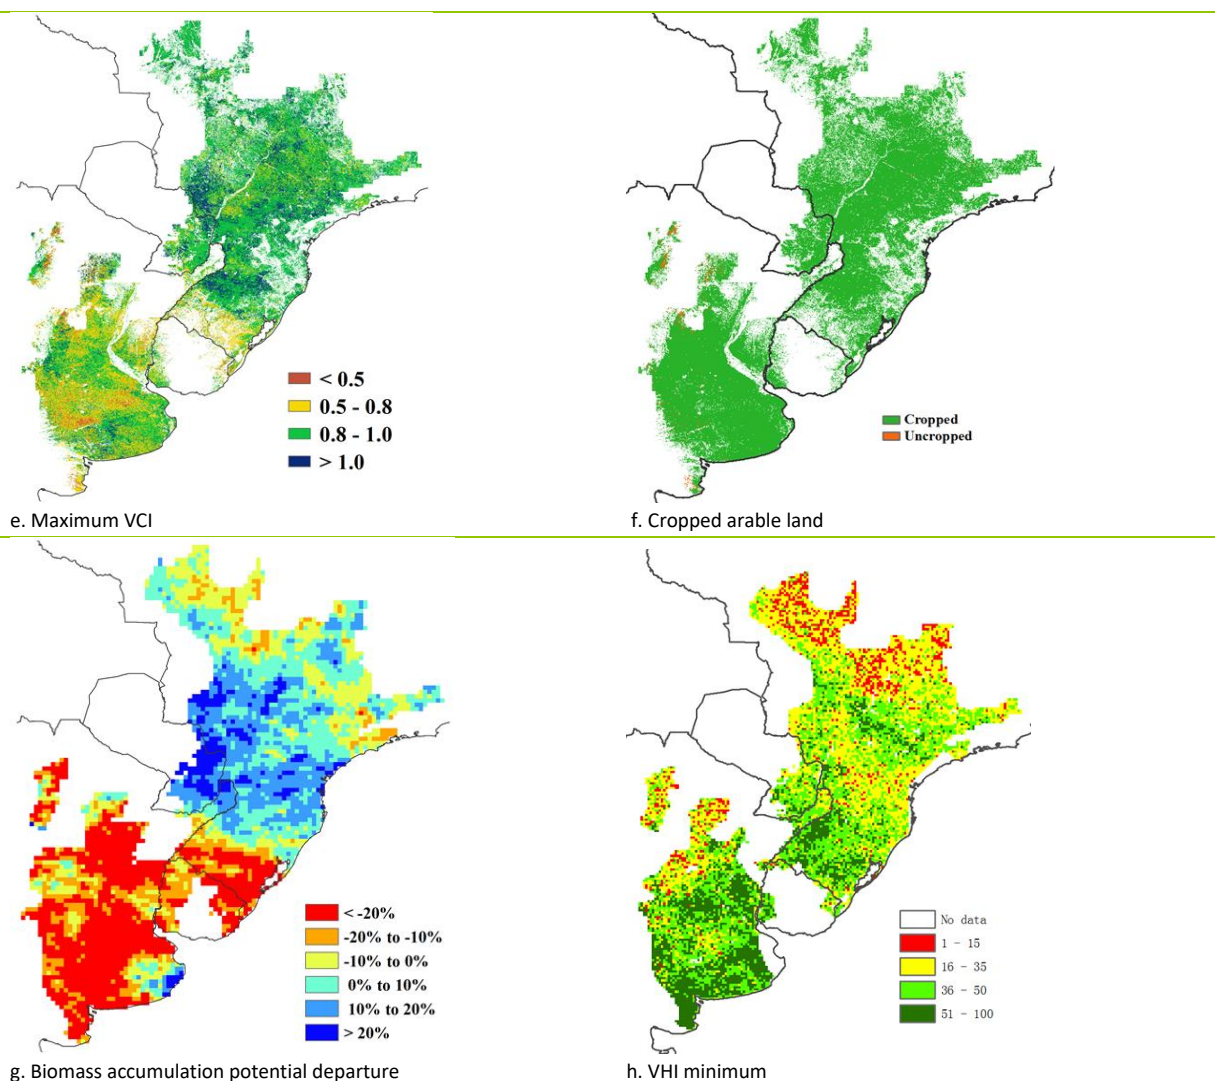 < 0.5
0.5 - 0.8
0.8 - 1.0
> 1.0
Cropped
Uncropped
e. Maximum VCI
f. Cropped arable land
< -20%
-20% to -10%
-10% to 0%
0% to 10%
10% to 20%
> 20%
No data
1 - 15
16 - 35
36 - 50
51 - 100
g. Biomass accumulation potential departure
h. VHI minimum